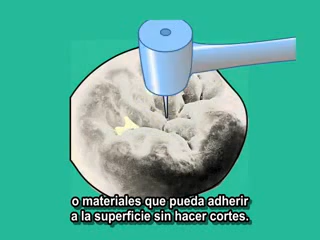 o materiales que pueda adherir
a la superficie sin hacer cortes.